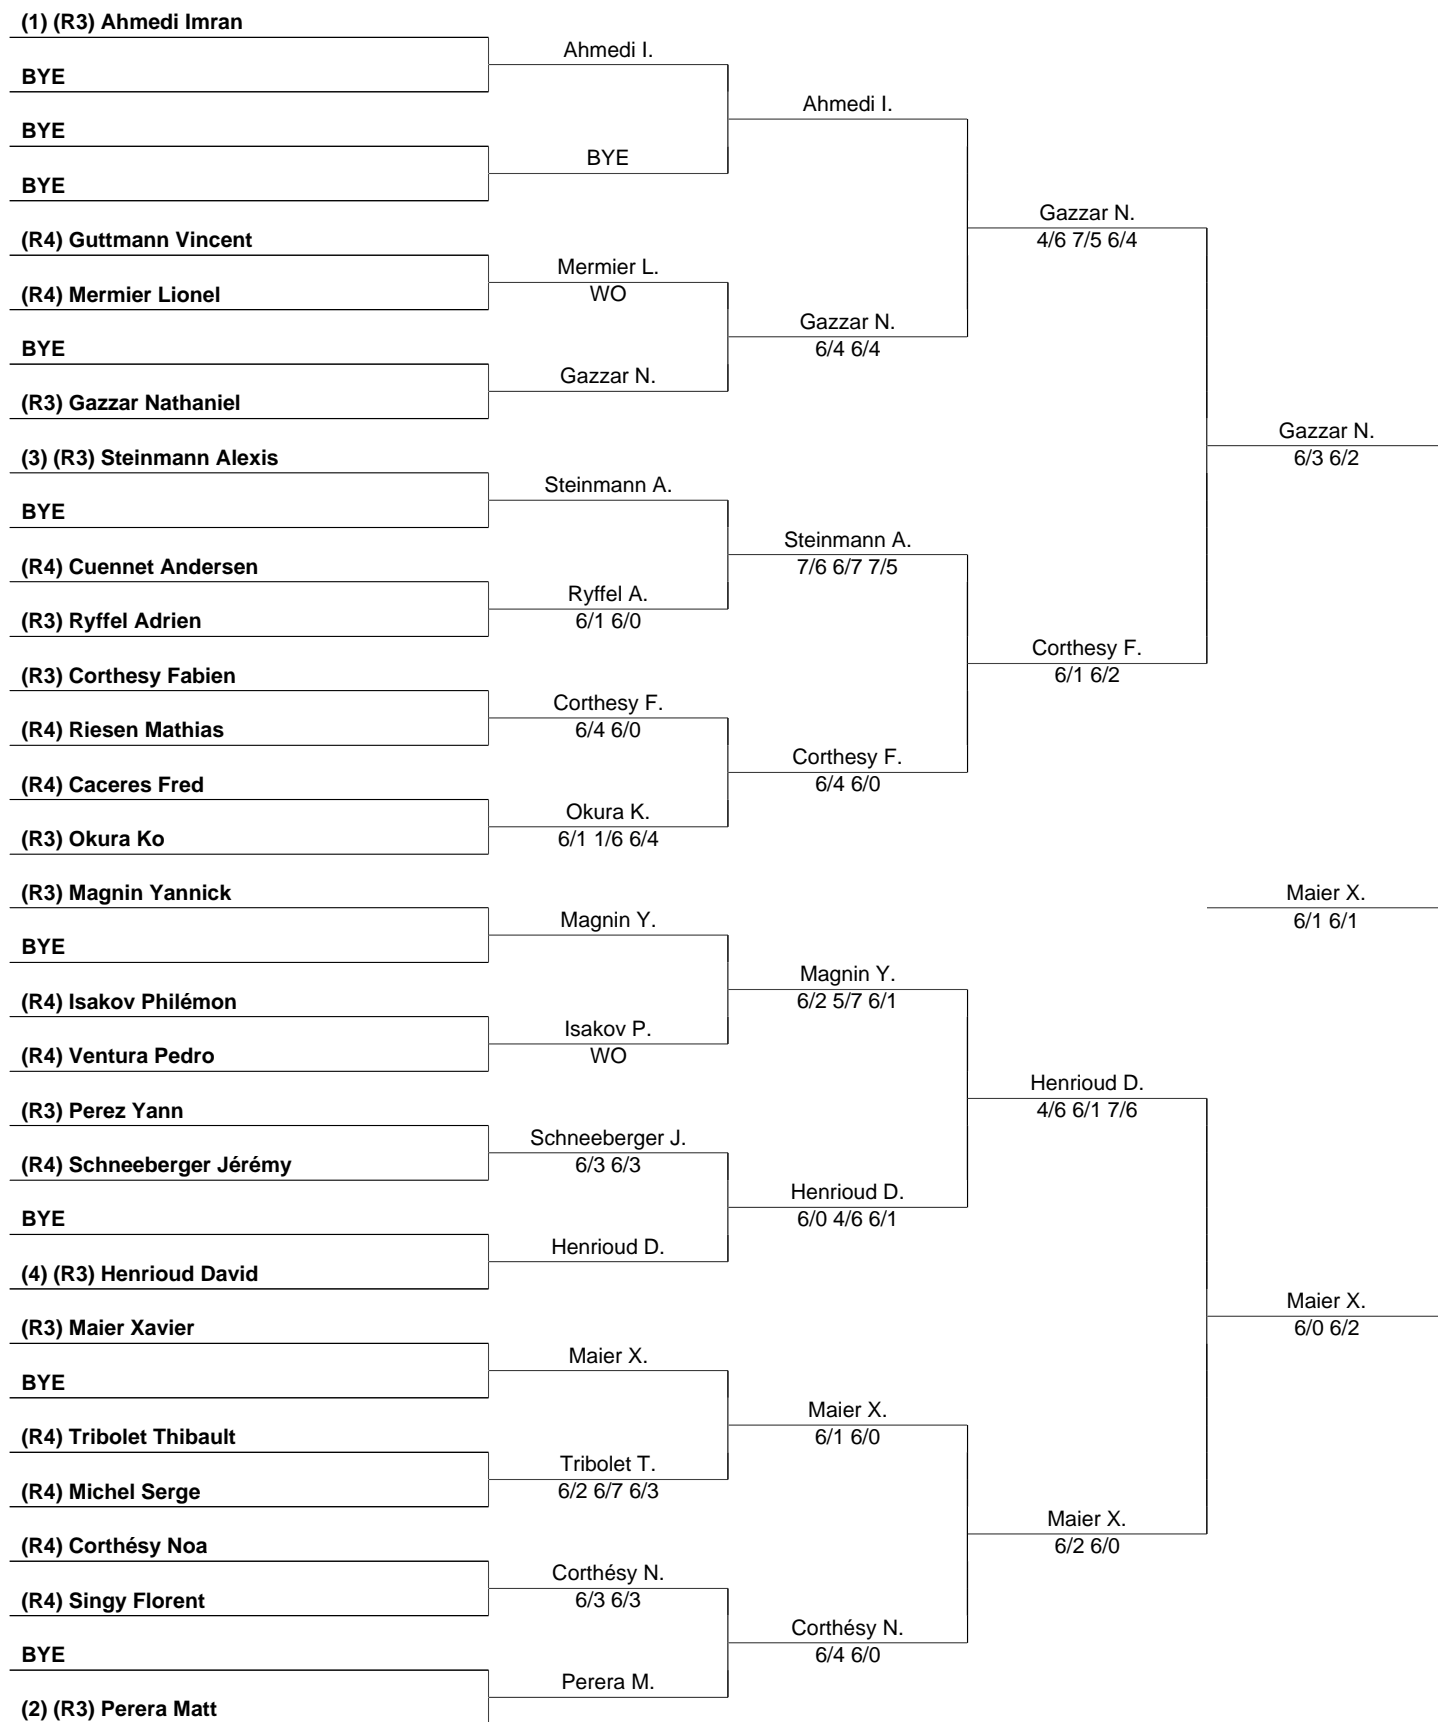 (1) (R3) Ahmedi Imran
BYE
BYE
BYE
(R4) Guttmann Vincent
(R4) Mermier Lionel
BYE
(R3) Gazzar Nathaniel
(3) (R3) Steinmann Alexis
BYE
(R4) Cuennet Andersen
(R3) Ryffel Adrien
(R3) Corthesy Fabien
(R4) Riesen Mathias
(R4) Caceres Fred
(R3) Okura Ko
(R3) Magnin Yannick
BYE
(R4) Isakov Philémon
(R4) Ventura Pedro
(R3) Perez Yann
(R4) Schneeberger Jérémy
BYE
(4) (R3) Henrioud David
(R3) Maier Xavier
BYE
(R4) Tribolet Thibault
(R4) Michel Serge
(R4) Corthésy Noa
(R4) Singy Florent
BYE
(2) (R3) Perera Matt
Ahmedi I.
BYE
Mermier L.
WO
Gazzar N.
Steinmann A.
Ryffel A.
6/1 6/0
Corthesy F.
6/4 6/0
Okura K.
6/1 1/6 6/4
Magnin Y.
Isakov P.
WO
Schneeberger J.
6/3 6/3
Henrioud D.
Maier X.
Tribolet T.
6/2 6/7 6/3
Corthésy N.
6/3 6/3
Perera M.
Ahmedi I.
Gazzar N.
6/4 6/4
Steinmann A.
7/6 6/7 7/5
Corthesy F.
6/4 6/0
Magnin Y.
6/2 5/7 6/1
Henrioud D.
6/0 4/6 6/1
Maier X.
6/1 6/0
Corthésy N.
6/4 6/0
Gazzar N.
4/6 7/5 6/4
Corthesy F.
6/1 6/2
Henrioud D.
4/6 6/1 7/6
Maier X.
6/2 6/0
Gazzar N.
6/3 6/2
Maier X.
6/1 6/1
Maier X.
6/0 6/2